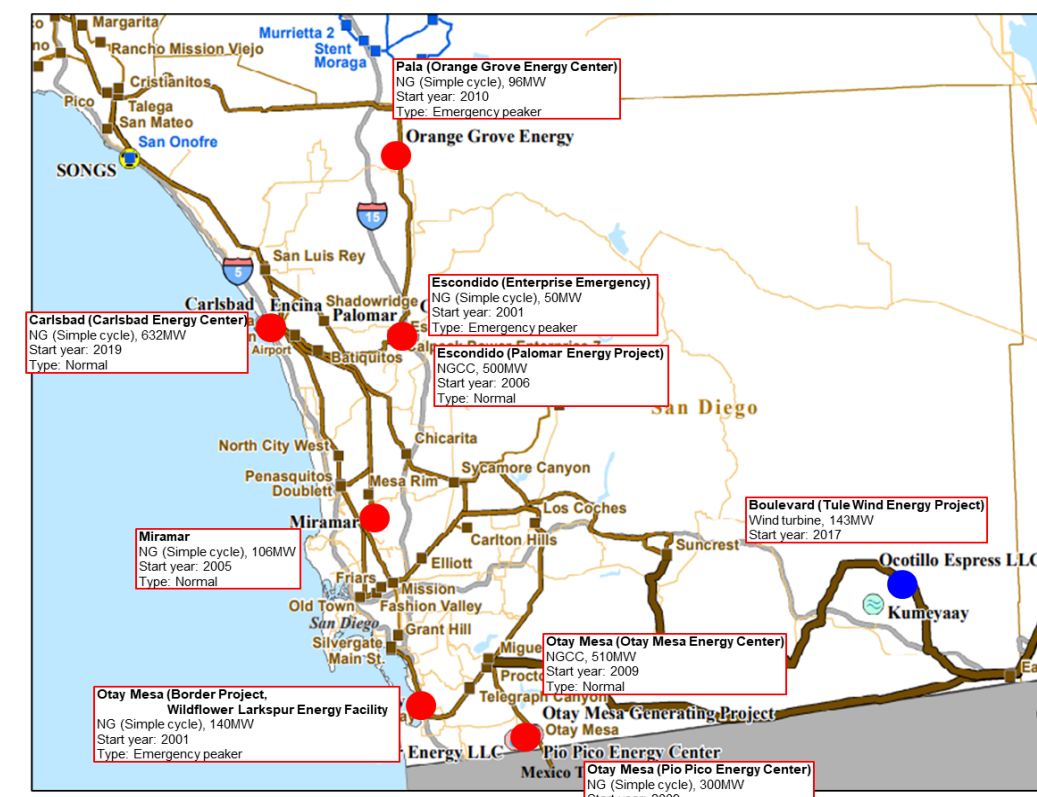 co
Margarita
no
Rancho Mission Viejo
Cristianitos
Pico
Talega
San Mateo
San Onofre
SONGS
Murrietta 2
Stent
Moraga
Pala (Orange Grove Energy Center)
NG (Simple cycle), 96MW
Start year: 2010
Type: Emergency peaker
Orange Grove Energy
15
5
San Luis Rey
Carlsbad
Encina
Shadowridge
Palomar
Airport
Batiquitos
Carlsbad (Carlsbad Energy Center)
NG (Simple cycle), 632MW
Start year: 2019
Type: Normal
Escondido (Enterprise Emergency)
NG (Simple cycle), 50MW
Start year: 2001
Type: Emergency peaker
Escondido (Palomar Energy Project)
NGCC, 500MW
Start year: 2006
Type: Normal
San Diego
North City West
Chicarita
Penasquitos
Doublett
Mesa Rim
Sycamore Canyon
Miramar
Los Coches
Carlton Hills
Miramar
NG (Simple cycle), 106MW
Start year: 2005
Type: Normal
Boulevard (Tule Wind Energy Project)
Wind turbine, 143MW
Start year: 2017
Suncrest
Ocotillo Espress LLC
Kumeyaay
Elliott
Friars
Mission
Old Town
Fashion Valley
San Diego
Grant Hill
Silvergate
Main St.
Migue
Procto
Telegraph Canyon
Otay Mesa (Otay Mesa Energy Center)
NGCC, 510MW
Start year: 2009
Type: Normal
Ea
Otay Mesa (Border Project,
Wildflower Larkspur Energy Facility
NG (Simple cycle), 140MW
Start year: 2001
Type: Emergency peaker
Otay Mesa Generating Project
Otay Mesa
r Energy LLC
Pio Pico Energy Center
Mexico T
Otay Mesa (Pio Pico Energy Center)
NG (Simple cycle), 300MW